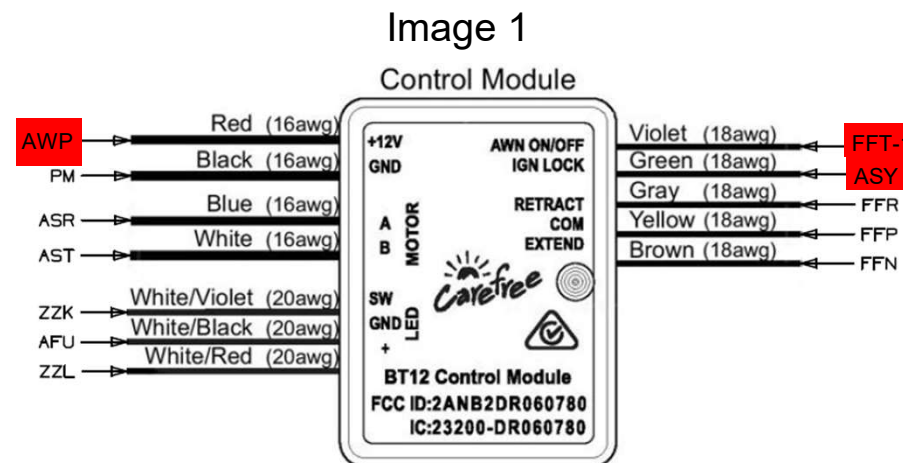 Image 1
Control Module
AWP
Red (16awg)
PM
Black (16awg)
ASR
Blue (16awg)
AST
White (16awg)
ZZK
White/Violet (20awg)
AFU
White/Black (20awg)
ZZL
White/Red (20awg)
+12V
GND
A
B
MOTOR
SW
GND
+
LED
AWN ON/OFF
IGN LOCK
RETRACT
COM
EXTEND
Carefree
BT12 Control Module
FCC ID:2ANB2DR060780
IC:23200-DR060780
Violet (18awg)
FFT-
Green (18awg)
ASY
Gray (18awg)
FFR
Yellow (18awg)
FFP
Brown (18awg)
FFN